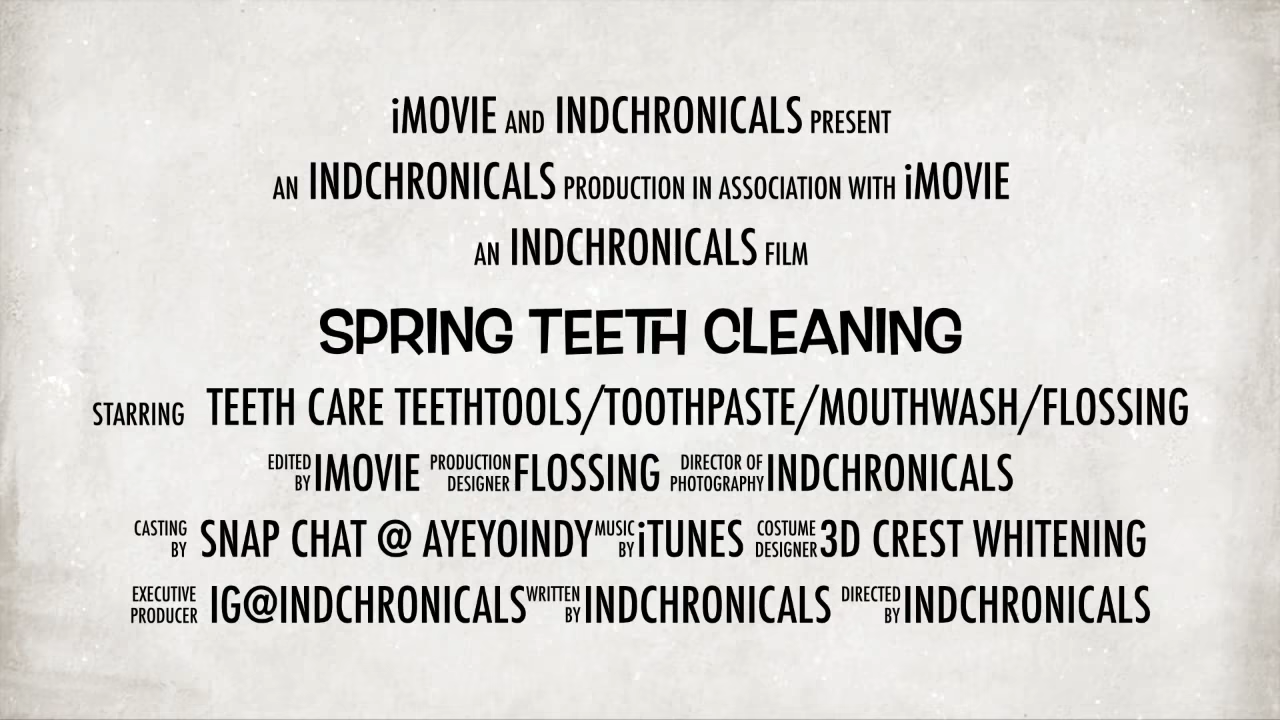 iMOVIE AND INDCHRONICALS PRESENT
AN INDCHRONICALS PRODUCTION IN ASSOCIATION WITH iMOVIE
AN INDCHRONICALS FILM
SPRING TEETH CLEANING
STARRING TEETH CARE TEETHTOOLS/TOOTHPASTE/MOUTHWASH/FLOSSING
EDITED BY IMOVIE PRODUCTION DESIGNER FLOSSING DIRECTOR OF PHOTOGRAPHY INDCHRONICALS
CASTING BY SNAP CHAT @ AYEYOINDY MUSIC BY iTUNES COSTUME DESIGNER 3D CREST WHITENING
EXECUTIVE PRODUCER IG@INDCHRONICALS WRITTEN BY INDCHRONICALS DIRECTED BY INDCHRONICALS